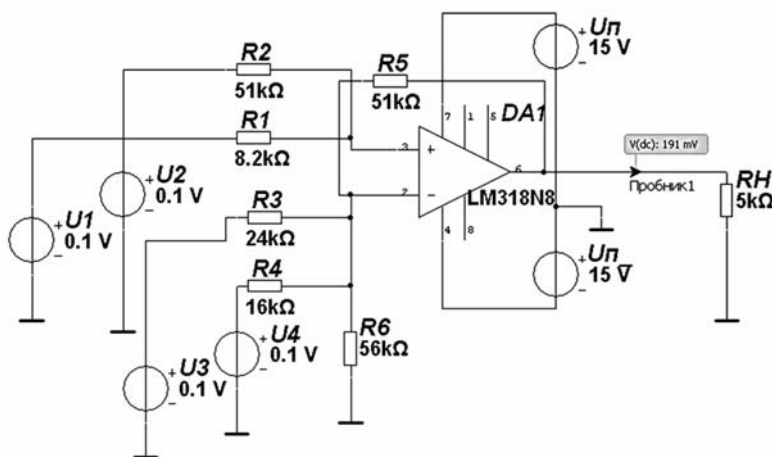 R2
51kΩ
R1
8.2kΩ
R5
51kΩ
DA1
Uп
15 V
7
1
5
3
+
2
−
6
LM318N8
4
8
V(dc): 191 mV
Пробник1
RH
5kΩ
U2
0.1 V
U1
0.1 V
R3
24kΩ
R4
16kΩ
U4
0.1 V
R6
56kΩ
U3
0.1 V
Uп
15 V